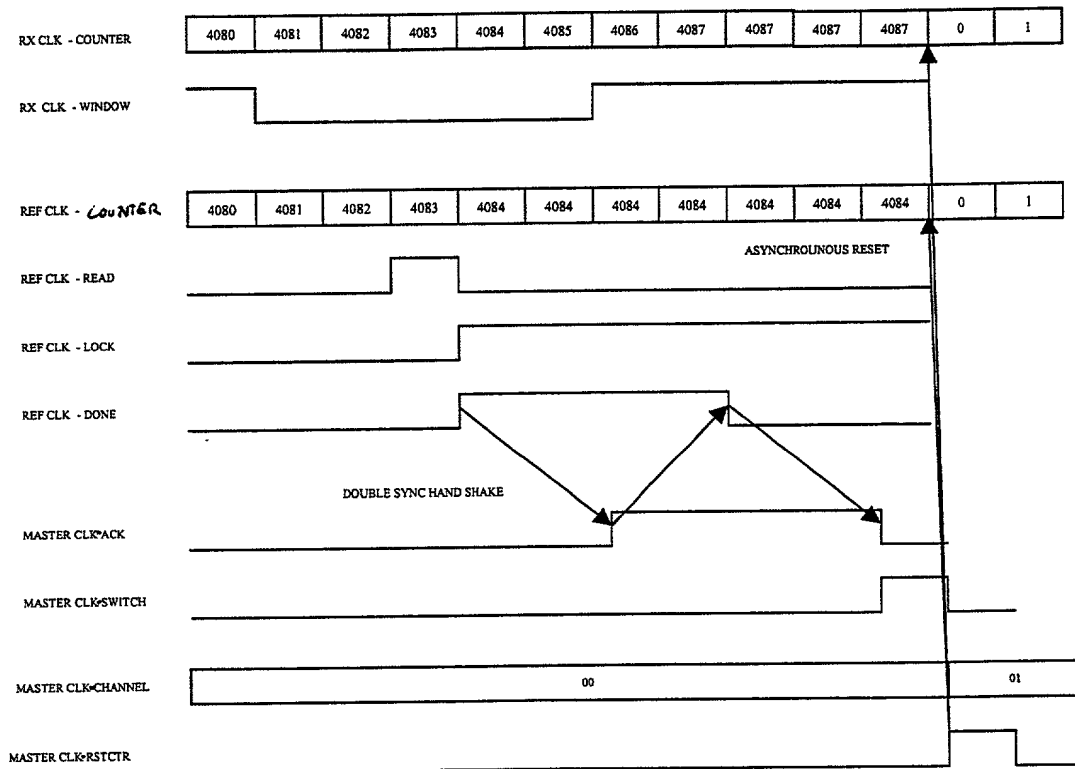 RX CLK - COUNTER 4080 4081 4082 4083 4084 4085 4086 4087 4087 4087 4087 0 1
RX CLK - WINDOW
REF CLK - COUNTER 4080 4081 4082 4083 4084 4084 4084 4084 4084 4084 4084 0 1
ASYNCHROUNOUS RESET
REF CLK - READ
REF CLK - LOCK
REF CLK - DONE
DOUBLE SYNC HAND SHAKE
MASTER CLK-ACK
MASTER CLK-SWITCH
MASTER CLK-CHANNEL 00 01
MASTER CLK-RSTCTR